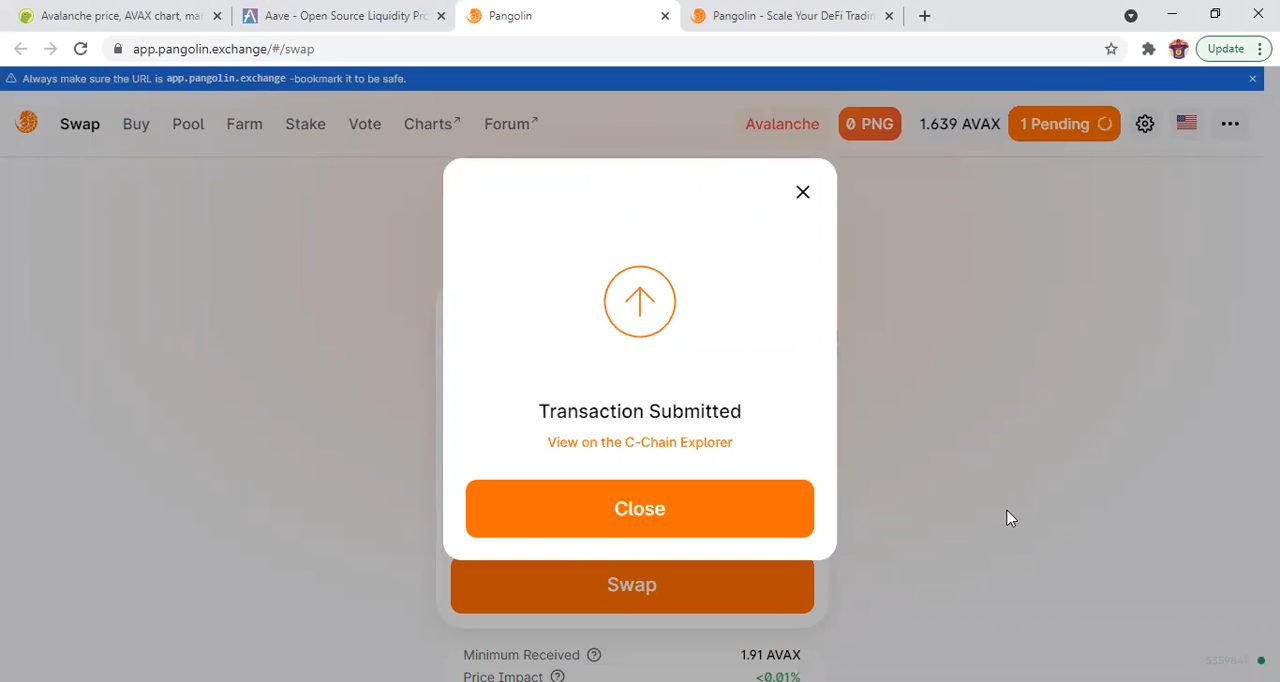 Avalanche price, AVAX chart, ma
Aave - Open Source Liquidity Pro
Pangolin
Pangolin - Scale Your DeFi Tradin
app.pangolin.exchange/#/swap
Update
Always make sure the URL is app.pangolin.exchange -bookmark it to be safe.
Swap
Buy
Pool
Farm
Stake
Vote
Charts↗
Forum↗
Avalanche
0 PNG
1.639 AVAX
1 Pending
Transaction Submitted
View on the C-Chain Explorer
Close
Swap
Minimum Received
1.91 AVAX
Price Impact
<0.01%